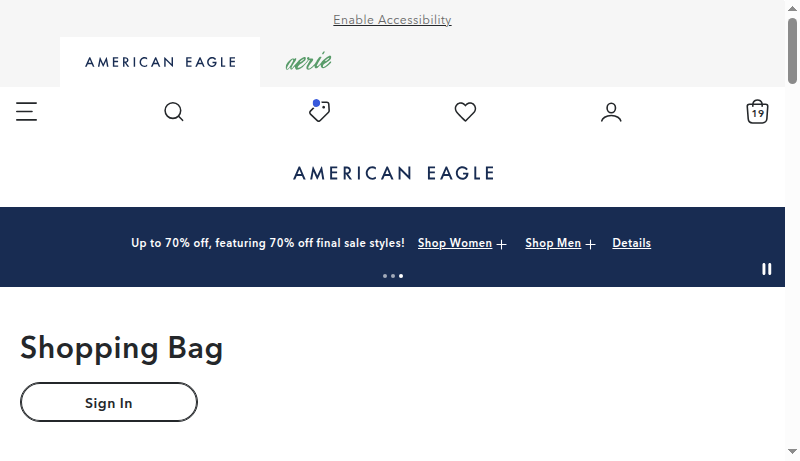 Enable Accessibility
AMERICAN EAGLE
aerie
19
AMERICAN EAGLE
Up to 70% off, featuring 70% off final sale styles! Shop Women + Shop Men + Details
Shopping Bag
Sign In